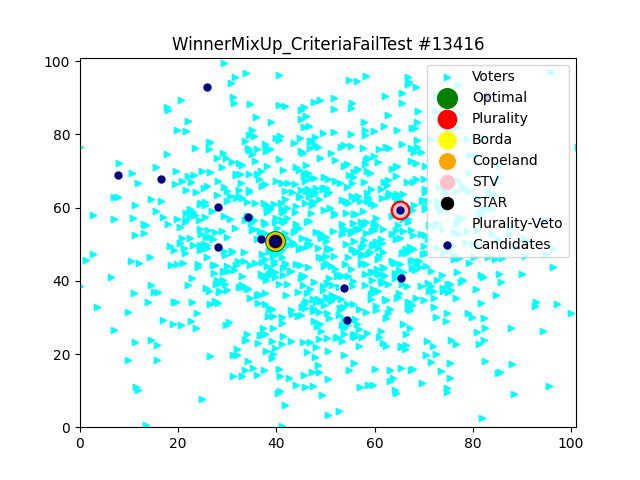 WinnerMixUp_CriteriaFailTest #13416
100
80
60
40
20
0
0
20
40
60
80
100
Voters
Optimal
Plurality
Borda
Copeland
STV
STAR
Plurality-Veto
Candidates